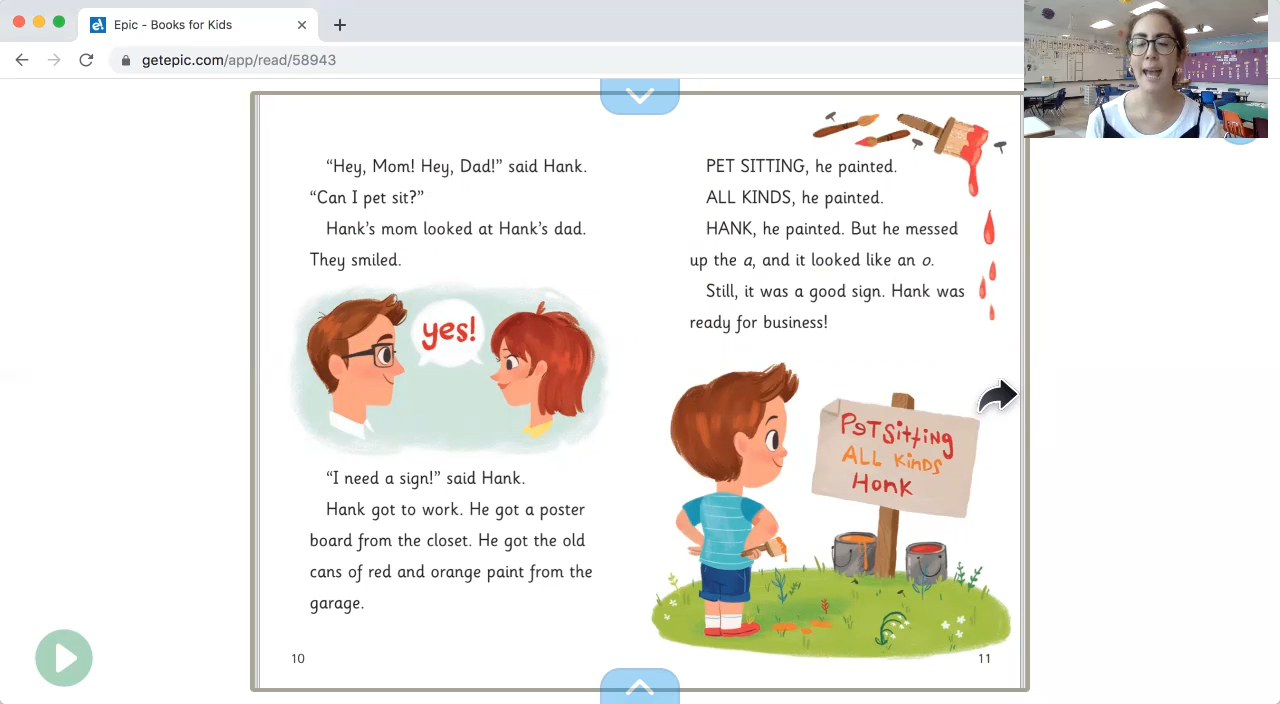 Epic - Books for Kids
getepic.com/app/read/58943
“Hey, Mom! Hey, Dad!” said Hank.
“Can I pet sit?”
Hank’s mom looked at Hank’s dad.
They smiled.
yes!
“I need a sign!” said Hank.
Hank got to work. He got a poster
board from the closet. He got the old
cans of red and orange paint from the
garage.
10
PET SITTING, he painted.
ALL KINDS, he painted.
HANK, he painted. But he messed
up the a, and it looked like an o.
Still, it was a good sign. Hank was
ready for business!
PeT Sitting
ALL KinDS
Honk
11